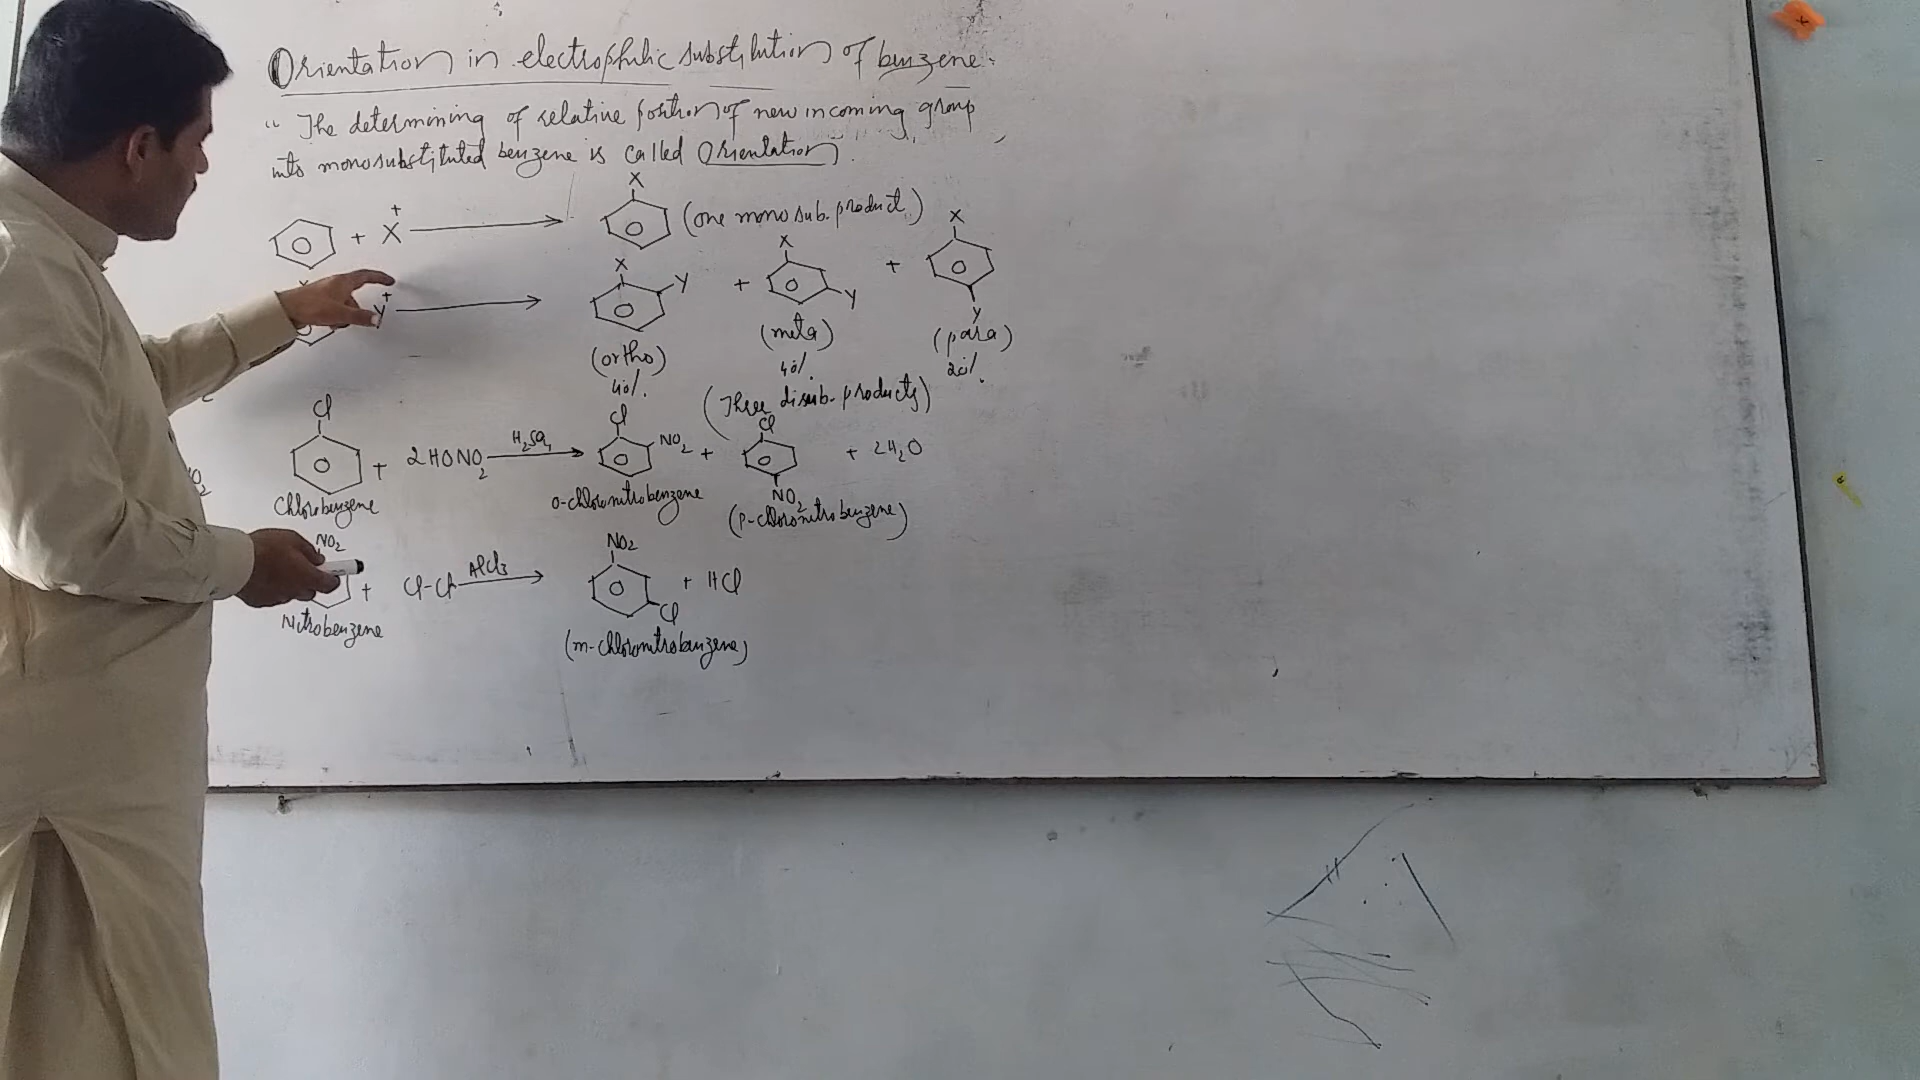 Orientation in electrophilic substitution of benzene.
"The determining of relative position of new incoming group
into monosubstituted benzene is called Orientation".
+ X+ → X (one mono sub. product)
Y+ → X Y + X Y + X Y
(ortho) (meta) (para)
40% 40% 20%
(Three disub-products)
Cl + 2HONO2 H2SO4 → Cl NO2 + Cl NO2 + 2H2O
Chlorobenzene o-chloronitrobenzene (p-chloronitrobenzene)
NO2 + Cl-Cl AlCl3 → NO2 Cl + HCl
Nitrobenzene (m-chloronitrobenzene)